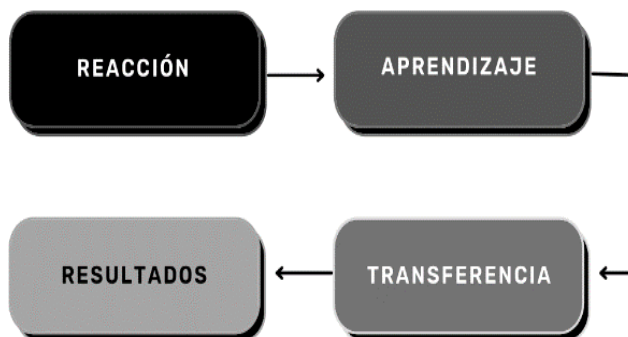 REACCIÓN
APRENDIZAJE
TRANSFERENCIA
RESULTADOS